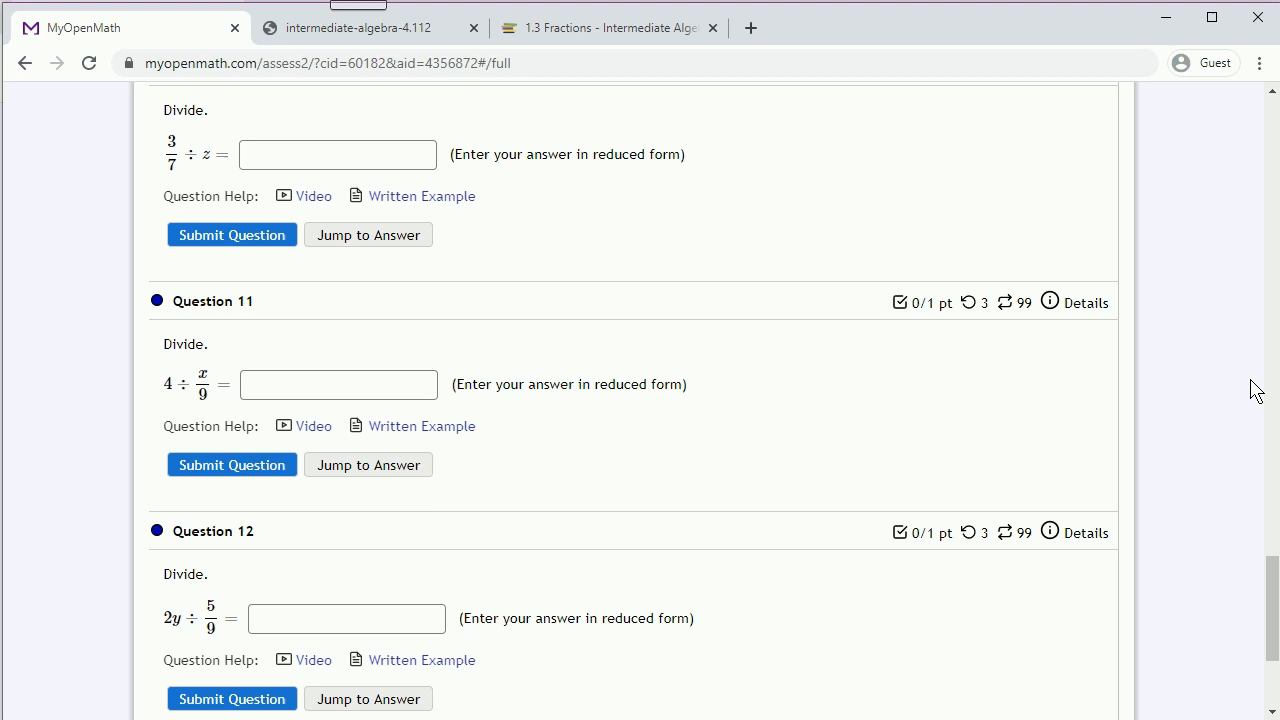 MyOpenMath
intermediate-algebra-4.112
1.3 Fractions - Intermediate Alge
myopenmath.com/assess2/?cid=60182&aid=4356872#/full
Guest
Divide.
3/7 ÷ z = (Enter your answer in reduced form)
Question Help: Video Written Example
Submit Question Jump to Answer
Question 11 0/1 pt 3 99 Details
Divide.
4 ÷ x/9 = (Enter your answer in reduced form)
Question Help: Video Written Example
Submit Question Jump to Answer
Question 12 0/1 pt 3 99 Details
Divide.
2y ÷ 5/9 = (Enter your answer in reduced form)
Question Help: Video Written Example
Submit Question Jump to Answer